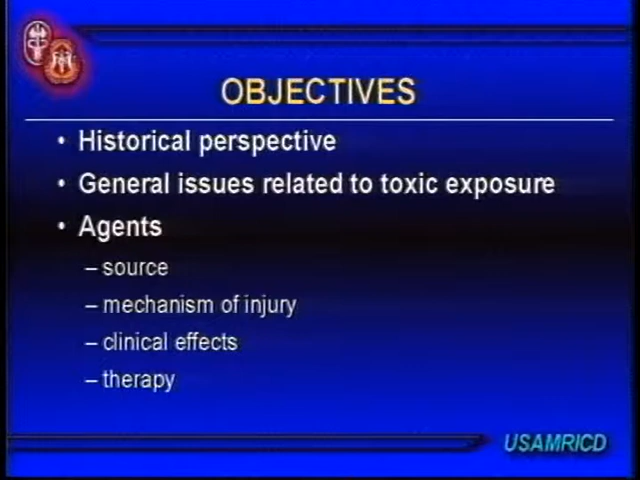 OBJECTIVES
• Historical perspective
• General issues related to toxic exposure
• Agents
– source
– mechanism of injury
– clinical effects
– therapy
USAMRICD